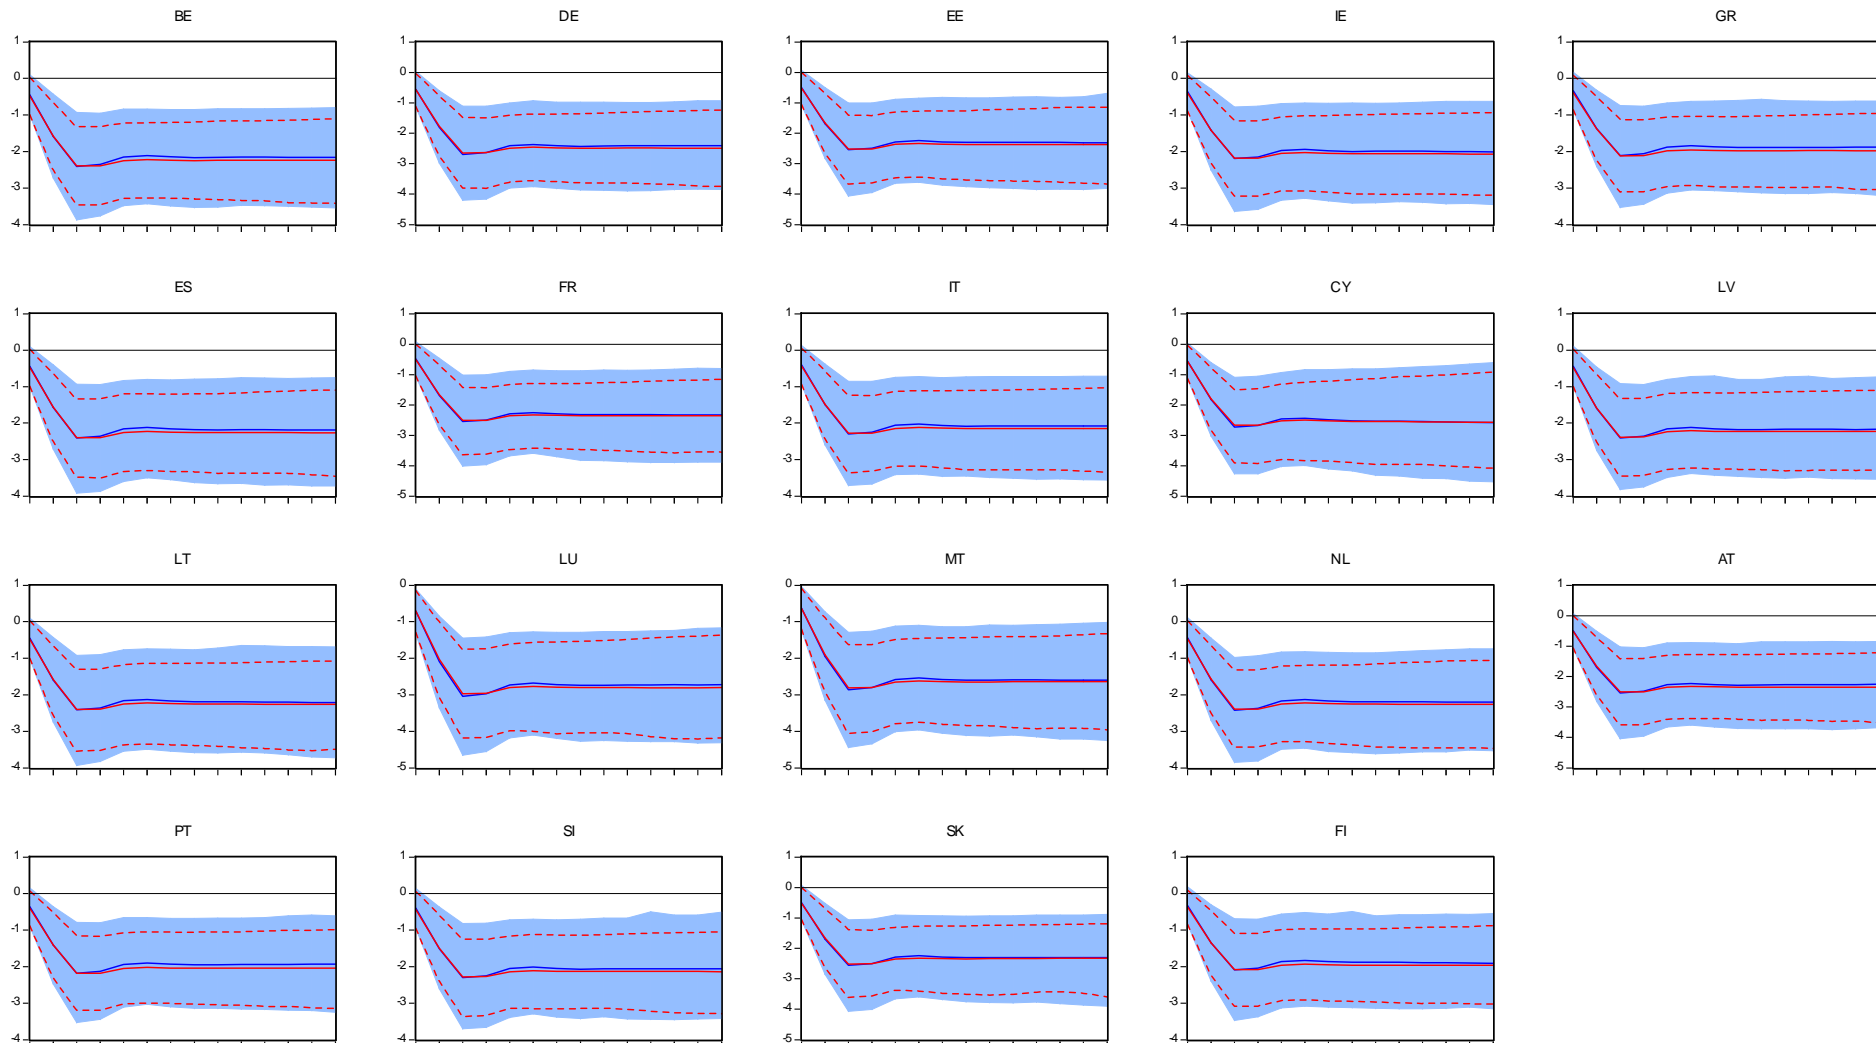 BE DE EE IE GR
1 1 1 1 1
0 0 0 0 0
-1 -1 -1 -1 -1
-2 -2 -2 -2 -2
-3 -3 -3 -3 -3
-4 -4 -4 -4 -4
-5 -5
ES FR IT CY LV
1 1 1 1 1
0 0 0 0 0
-1 -1 -1 -1 -1
-2 -2 -2 -2 -2
-3 -3 -3 -3 -3
-4 -4 -4 -4 -4
-5 -5
LT LU MT NL AT
1 0 0 1 1
0 -1 -1 0 0
-1 -2 -2 -1 -1
-2 -3 -3 -2 -2
-3 -4 -4 -3 -3
-4 -5 -5 -4 -4
-5
PT SI SK FI
1 1 1 1
0 0 0 0
-1 -1 -1 -1
-2 -2 -2 -2
-3 -3 -3 -3
-4 -4 -4 -4
-5